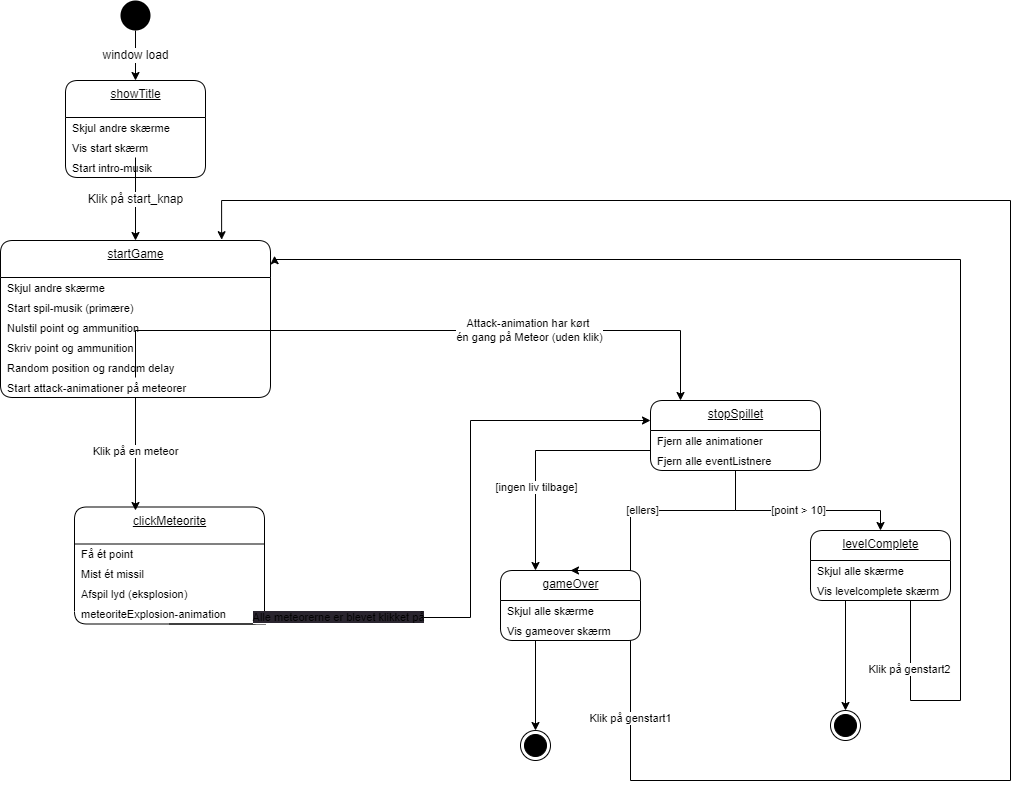 window load
showTitle
Skjul andre skærme
Vis start skærm
Start intro-musik
Klik på start_knap
startGame
Skjul andre skærme
Start spil-musik (primære)
Nulstil point og ammunition
Skriv point og ammunition
Random position og random delay
Start attack-animationer på meteorer
Attack-animation har kørt
én gang på Meteor (uden klik)
stopSpillet
Fjern alle animationer
Fjern alle eventListnere
Klik på en meteor
[ingen liv tilbage]
[ellers]
[point > 10]
clickMeteorite
Få ét point
Mist ét missil
Afspil lyd (eksplosion)
meteoriteExplosion-animation
Alle meteorerne er blevet klikket på
levelComplete
Skjul alle skærme
Vis levelcomplete skærm
gameOver
Skjul alle skærme
Vis gameover skærm
Klik på genstart2
Klik på genstart1